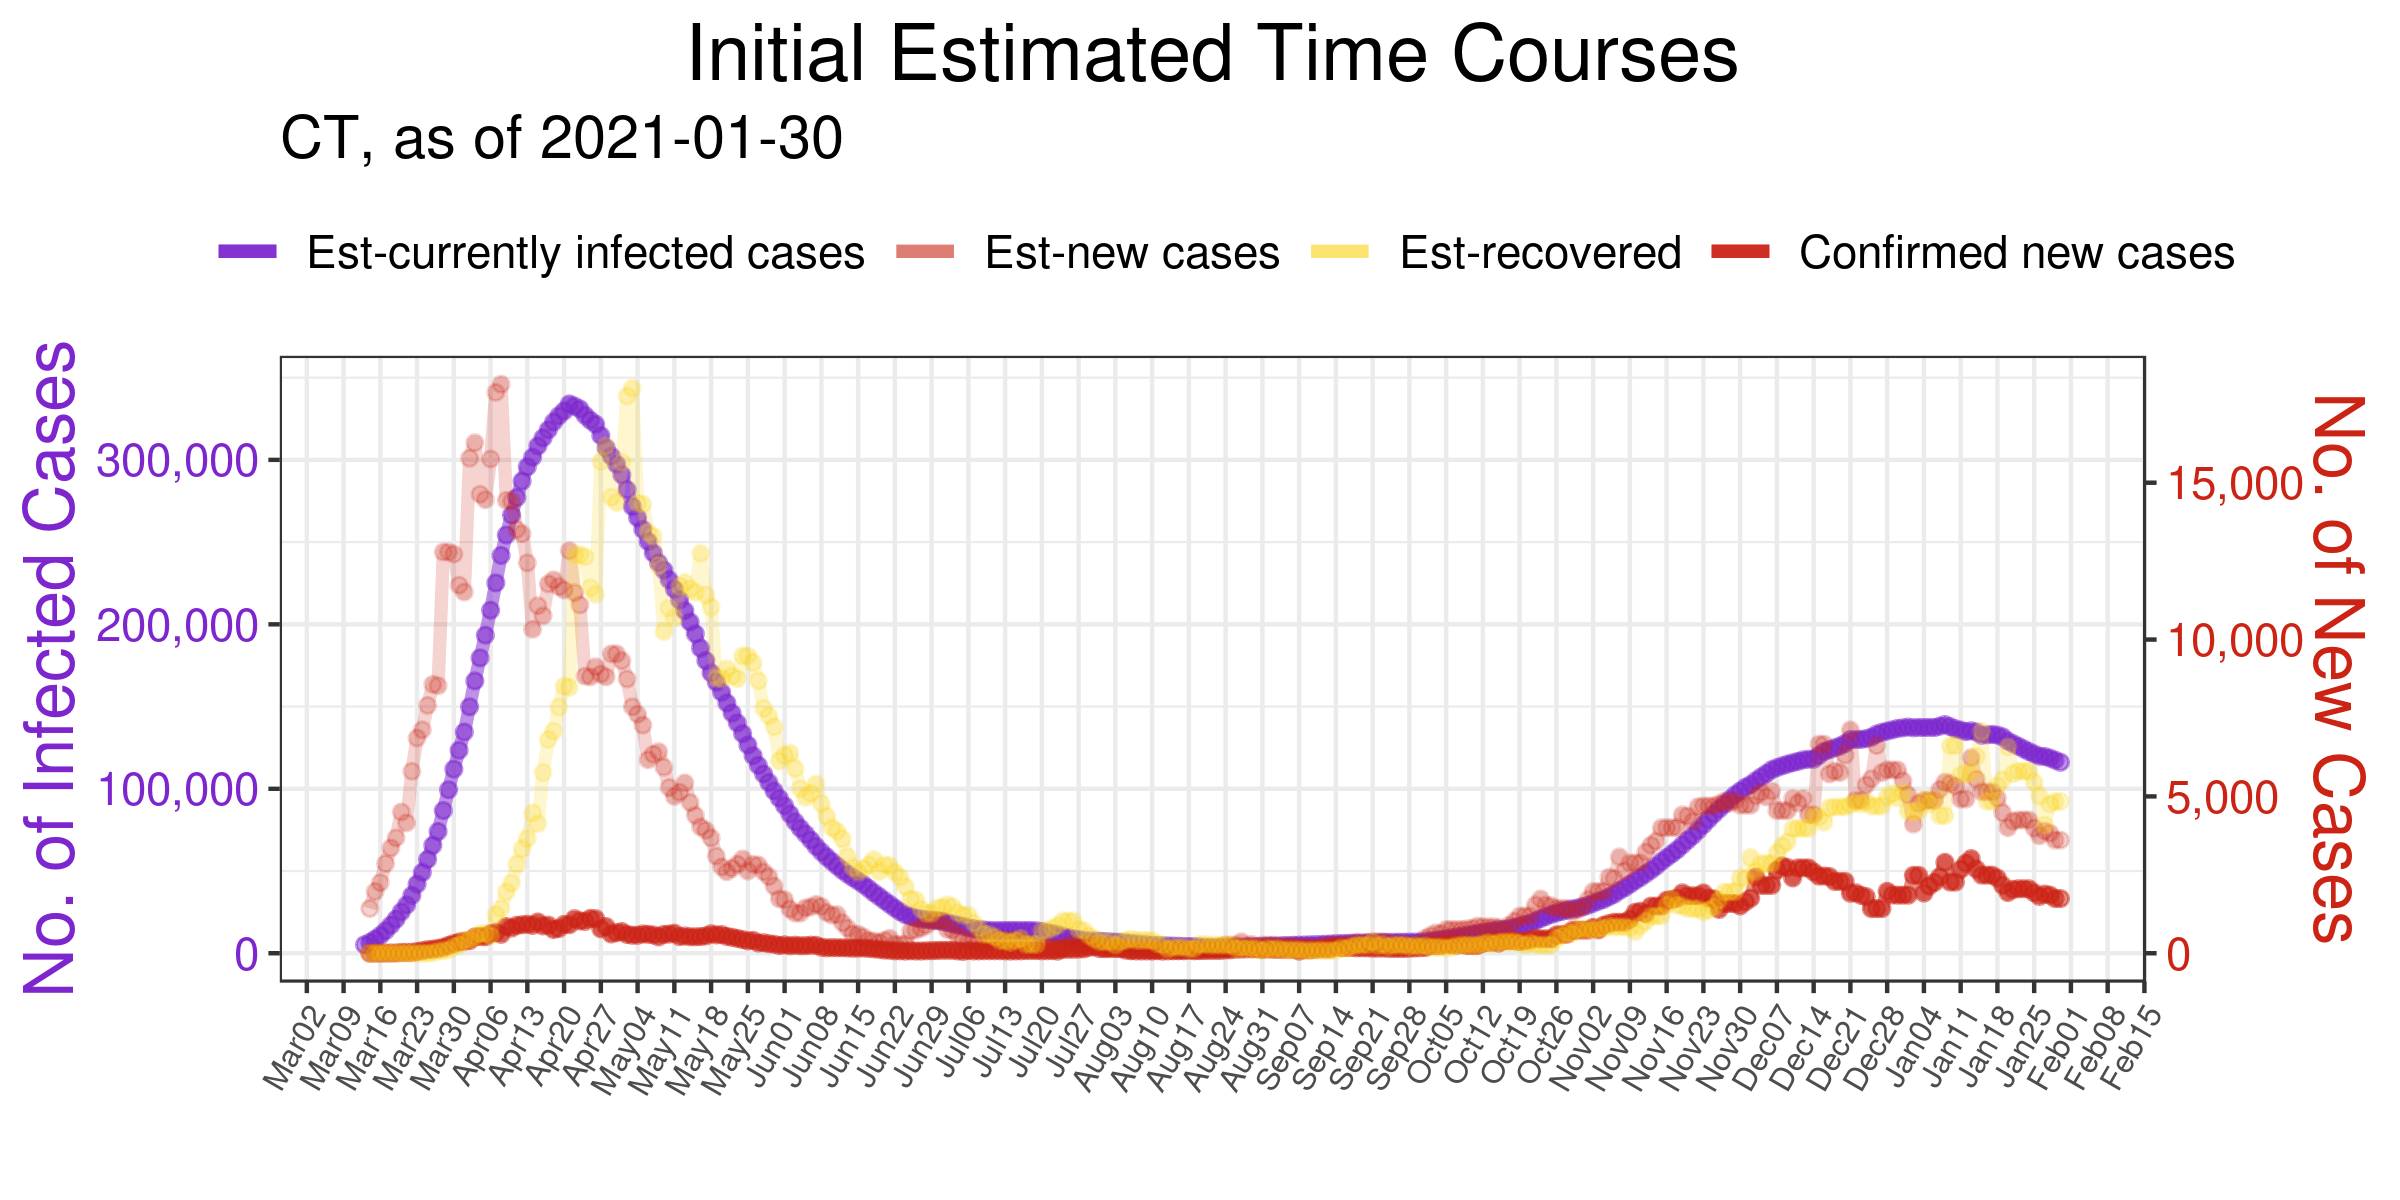 Initial Estimated Time Courses
CT, as of 2021-01-30
Est-currently infected cases
Est-new cases
Est-recovered
Confirmed new cases
No. of Infected Cases
300,000
200,000
100,000
0
15,000
10,000
5,000
0
No. of New Cases
Mar02
Mar09
Mar16
Mar23
Mar30
Apr06
Apr13
Apr20
Apr27
May04
May11
May18
May25
Jun01
Jun08
Jun15
Jun22
Jun29
Jul06
Jul13
Jul20
Jul27
Aug03
Aug10
Aug17
Aug24
Aug31
Sep07
Sep14
Sep21
Sep28
Oct05
Oct12
Oct19
Oct26
Nov02
Nov09
Nov16
Nov23
Nov30
Dec07
Dec14
Dec21
Dec28
Jan04
Jan11
Jan18
Jan25
Feb01
Feb08
Feb15